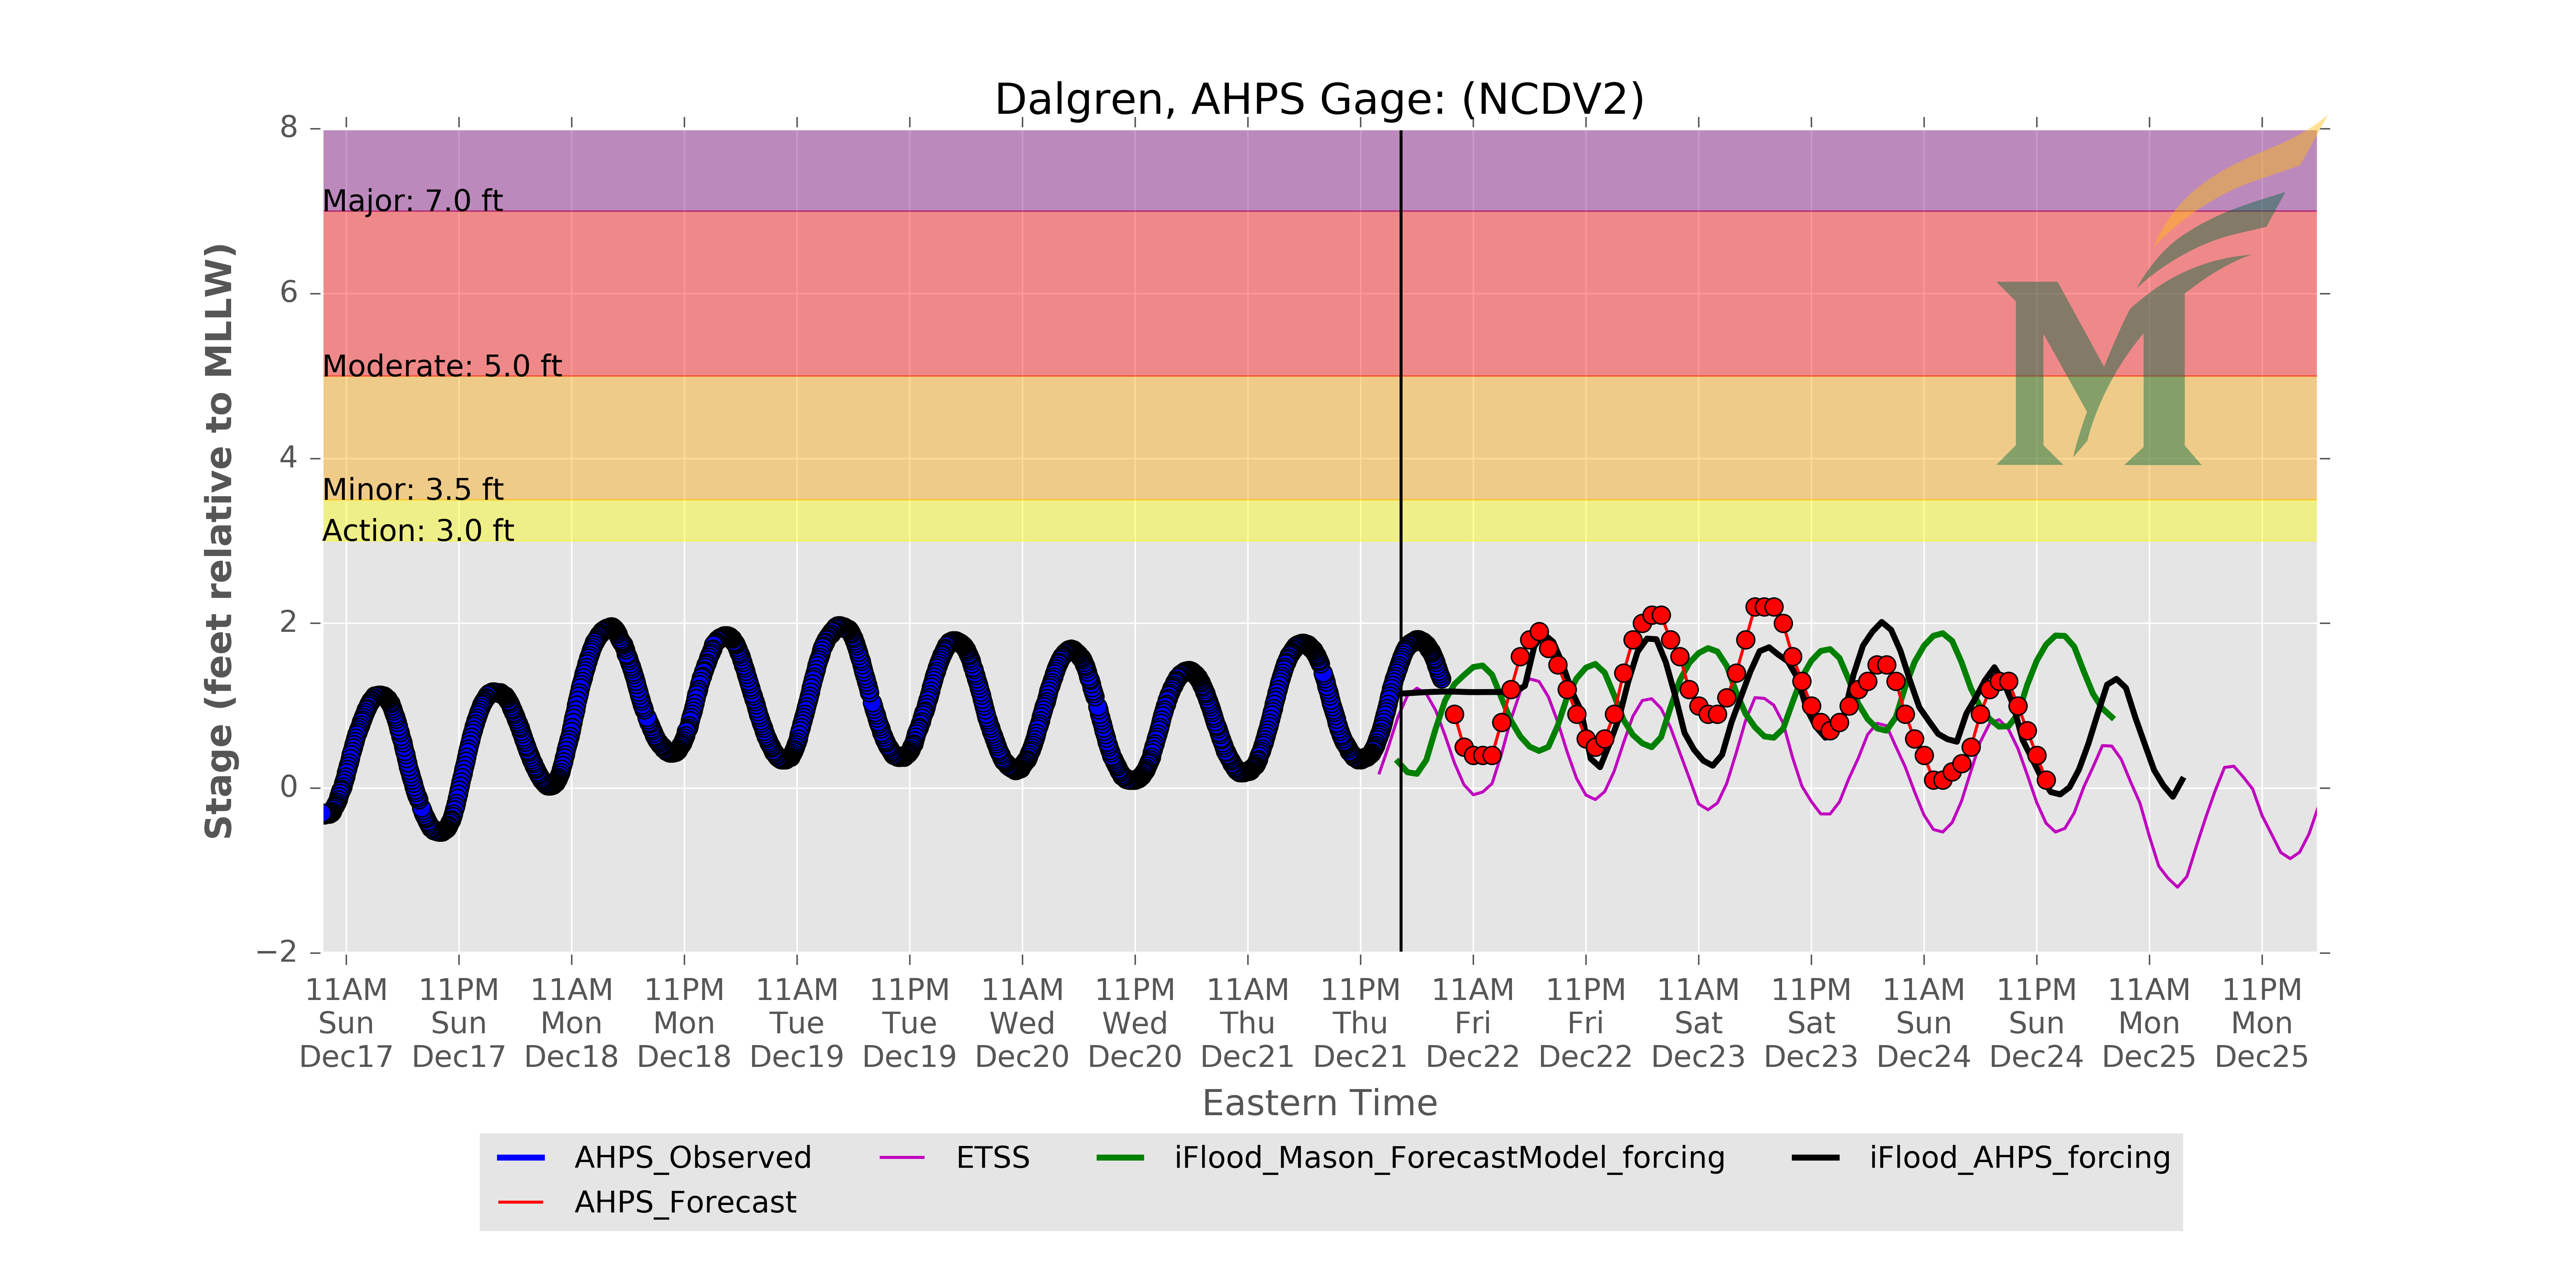 Dalgren, AHPS Gage: (NCDV2)
8
Major: 7.0 ft
6
Moderate: 5.0 ft
4
Minor: 3.5 ft
Action: 3.0 ft
2
0
−2
Stage (feet relative to MLLW)
11AM 11PM 11AM 11PM 11AM 11PM 11AM 11PM 11AM 11PM 11AM 11PM 11AM 11PM 11AM 11PM 11AM 11PM
Sun Sun Mon Mon Tue Tue Wed Wed Thu Thu Fri Fri Sat Sat Sun Sun Mon Mon
Dec17 Dec17 Dec18 Dec18 Dec19 Dec19 Dec20 Dec20 Dec21 Dec21 Dec22 Dec22 Dec23 Dec23 Dec24 Dec24 Dec25 Dec25
Eastern Time
AHPS_Observed ETSS iFlood_Mason_ForecastModel_forcing iFlood_AHPS_forcing
AHPS_Forecast
M